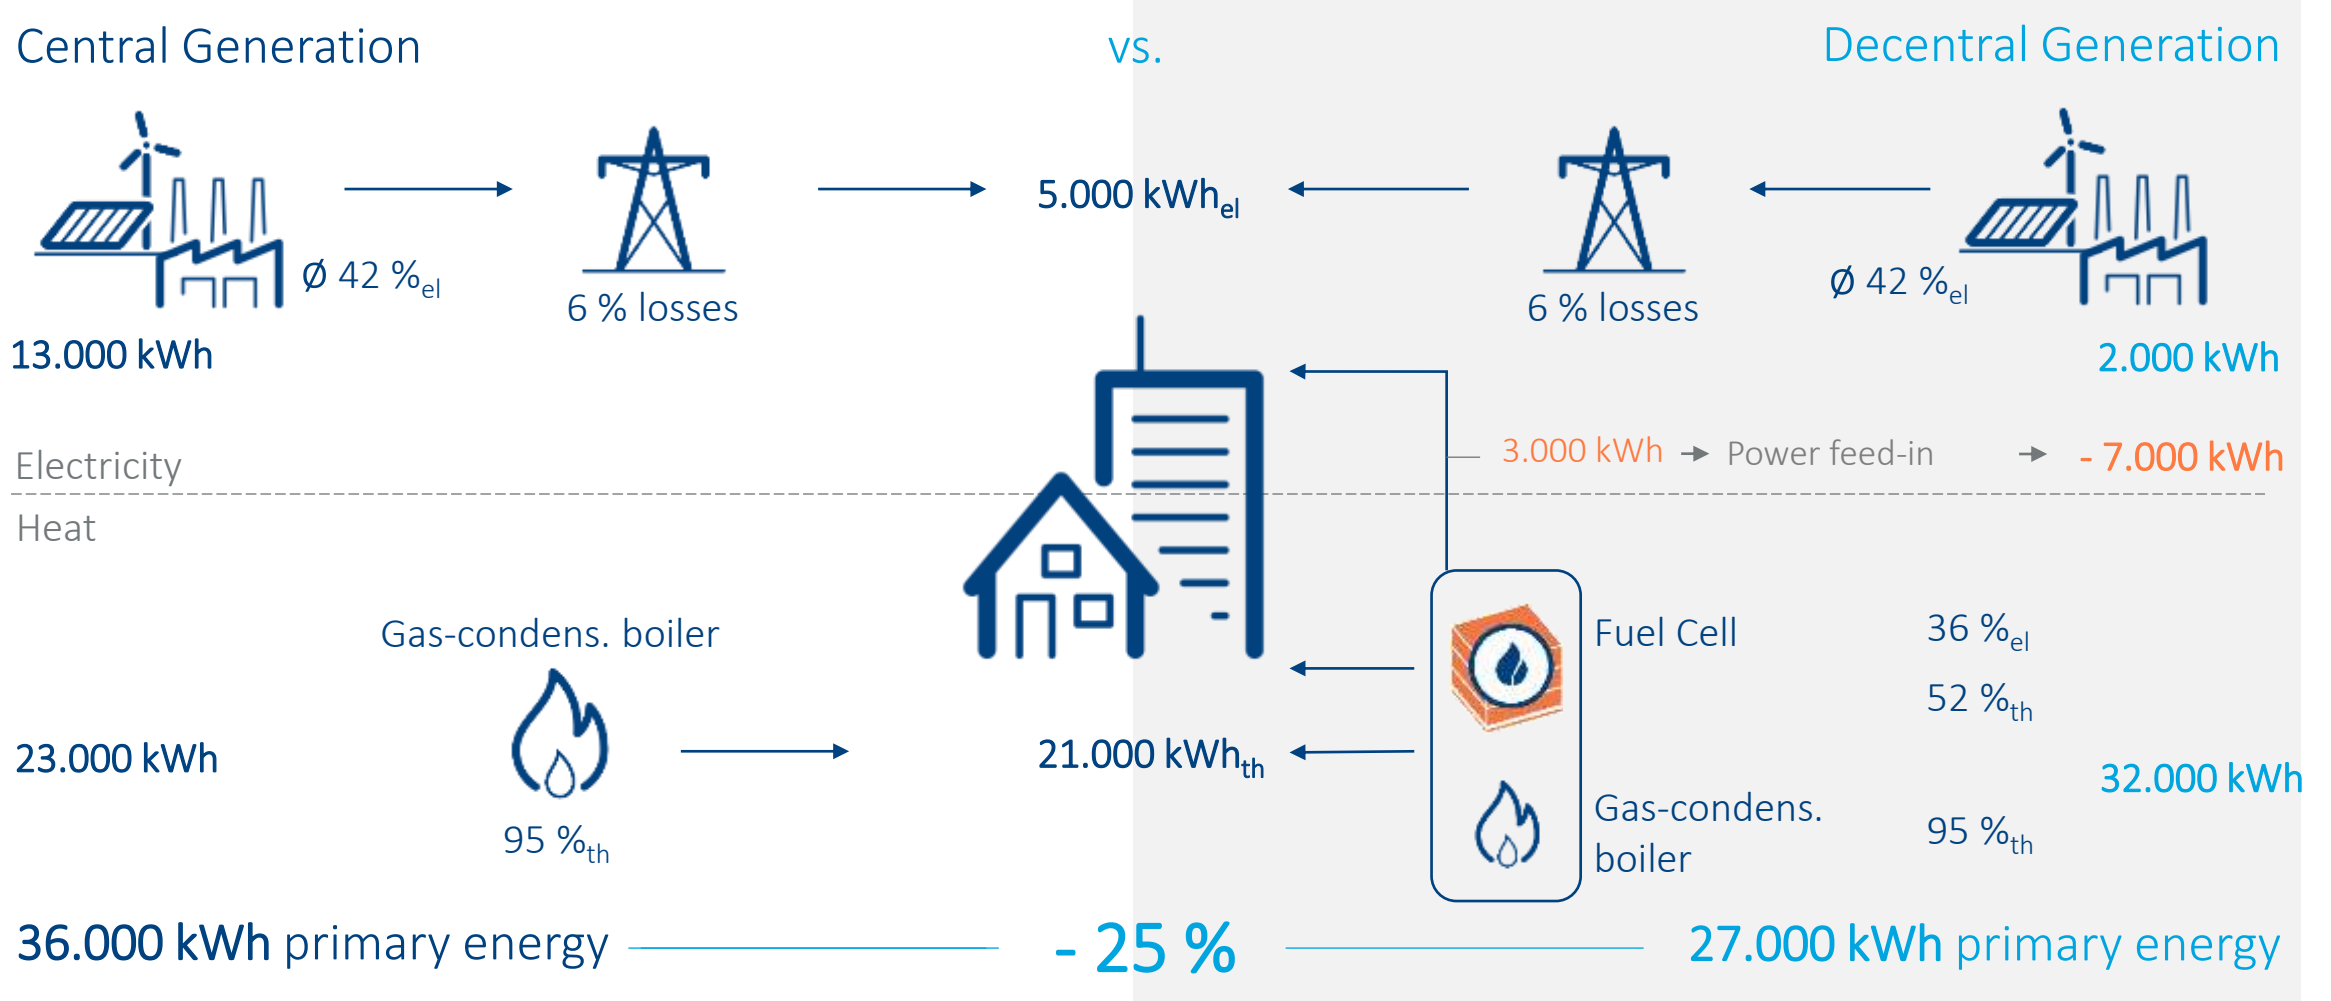 Central Generation
vs.
Decentral Generation
5.000 kWhel
Ø 42 %el
Ø 42 %el
6 % losses
6 % losses
13.000 kWh
2.000 kWh
3.000 kWh
Power feed-in
- 7.000 kWh
Electricity
Heat
Gas-condens. boiler
Fuel Cell
36 %el
52 %th
23.000 kWh
21.000 kWhth
32.000 kWh
95 %th
Gas-condens.
boiler
95 %th
36.000 kWh primary energy
- 25 %
27.000 kWh primary energy